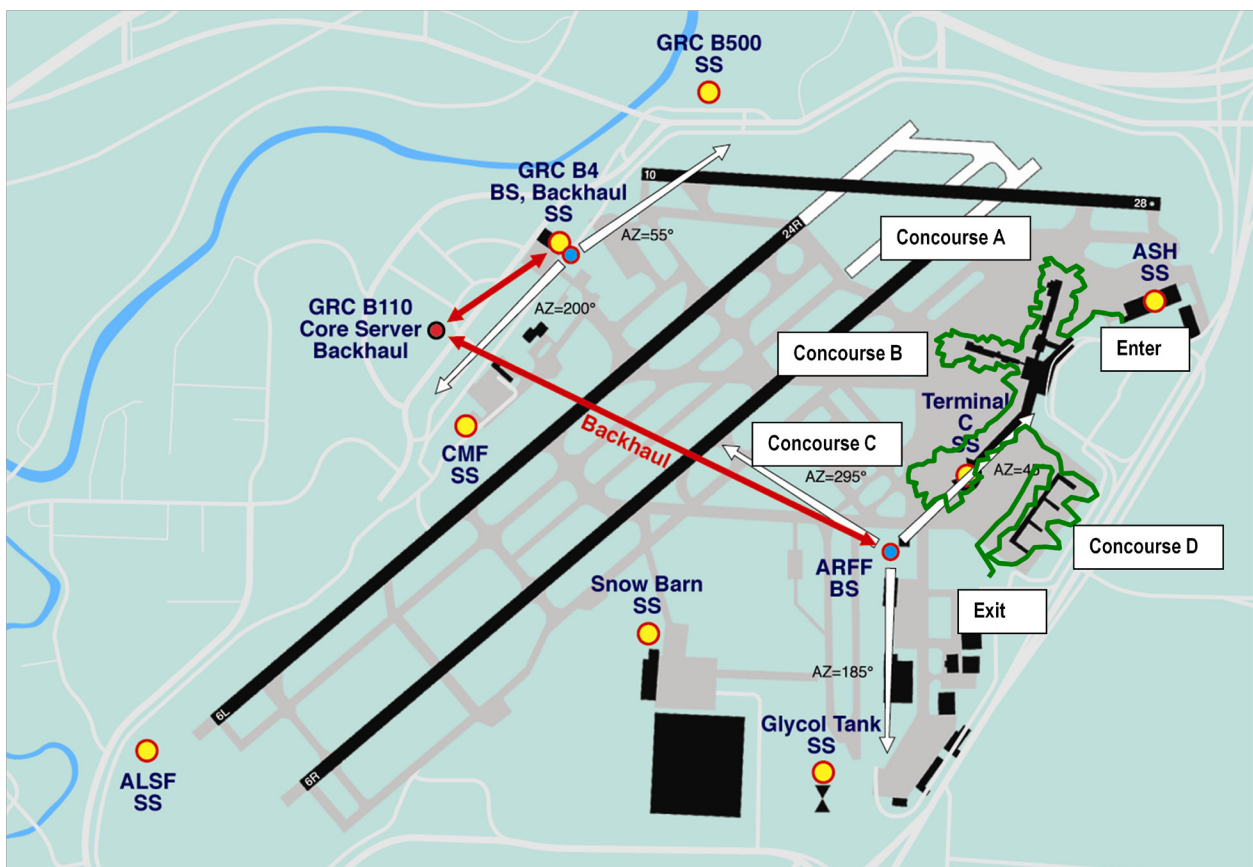 GRC B500
SS
GRC B4
BS, Backhaul
SS
10
28
24R
AZ=55°
Concourse A
ASH
SS
GRC B110
Core Server
Backhaul
AZ=200°
Concourse B
Enter
Terminal
C
SS
CMF
SS
Backhaul
Concourse C
AZ=295°
AZ=45
ARFF
BS
Concourse D
Snow Barn
SS
Exit
AZ=185°
6L
Glycol Tank
SS
6R
ALSF
SS